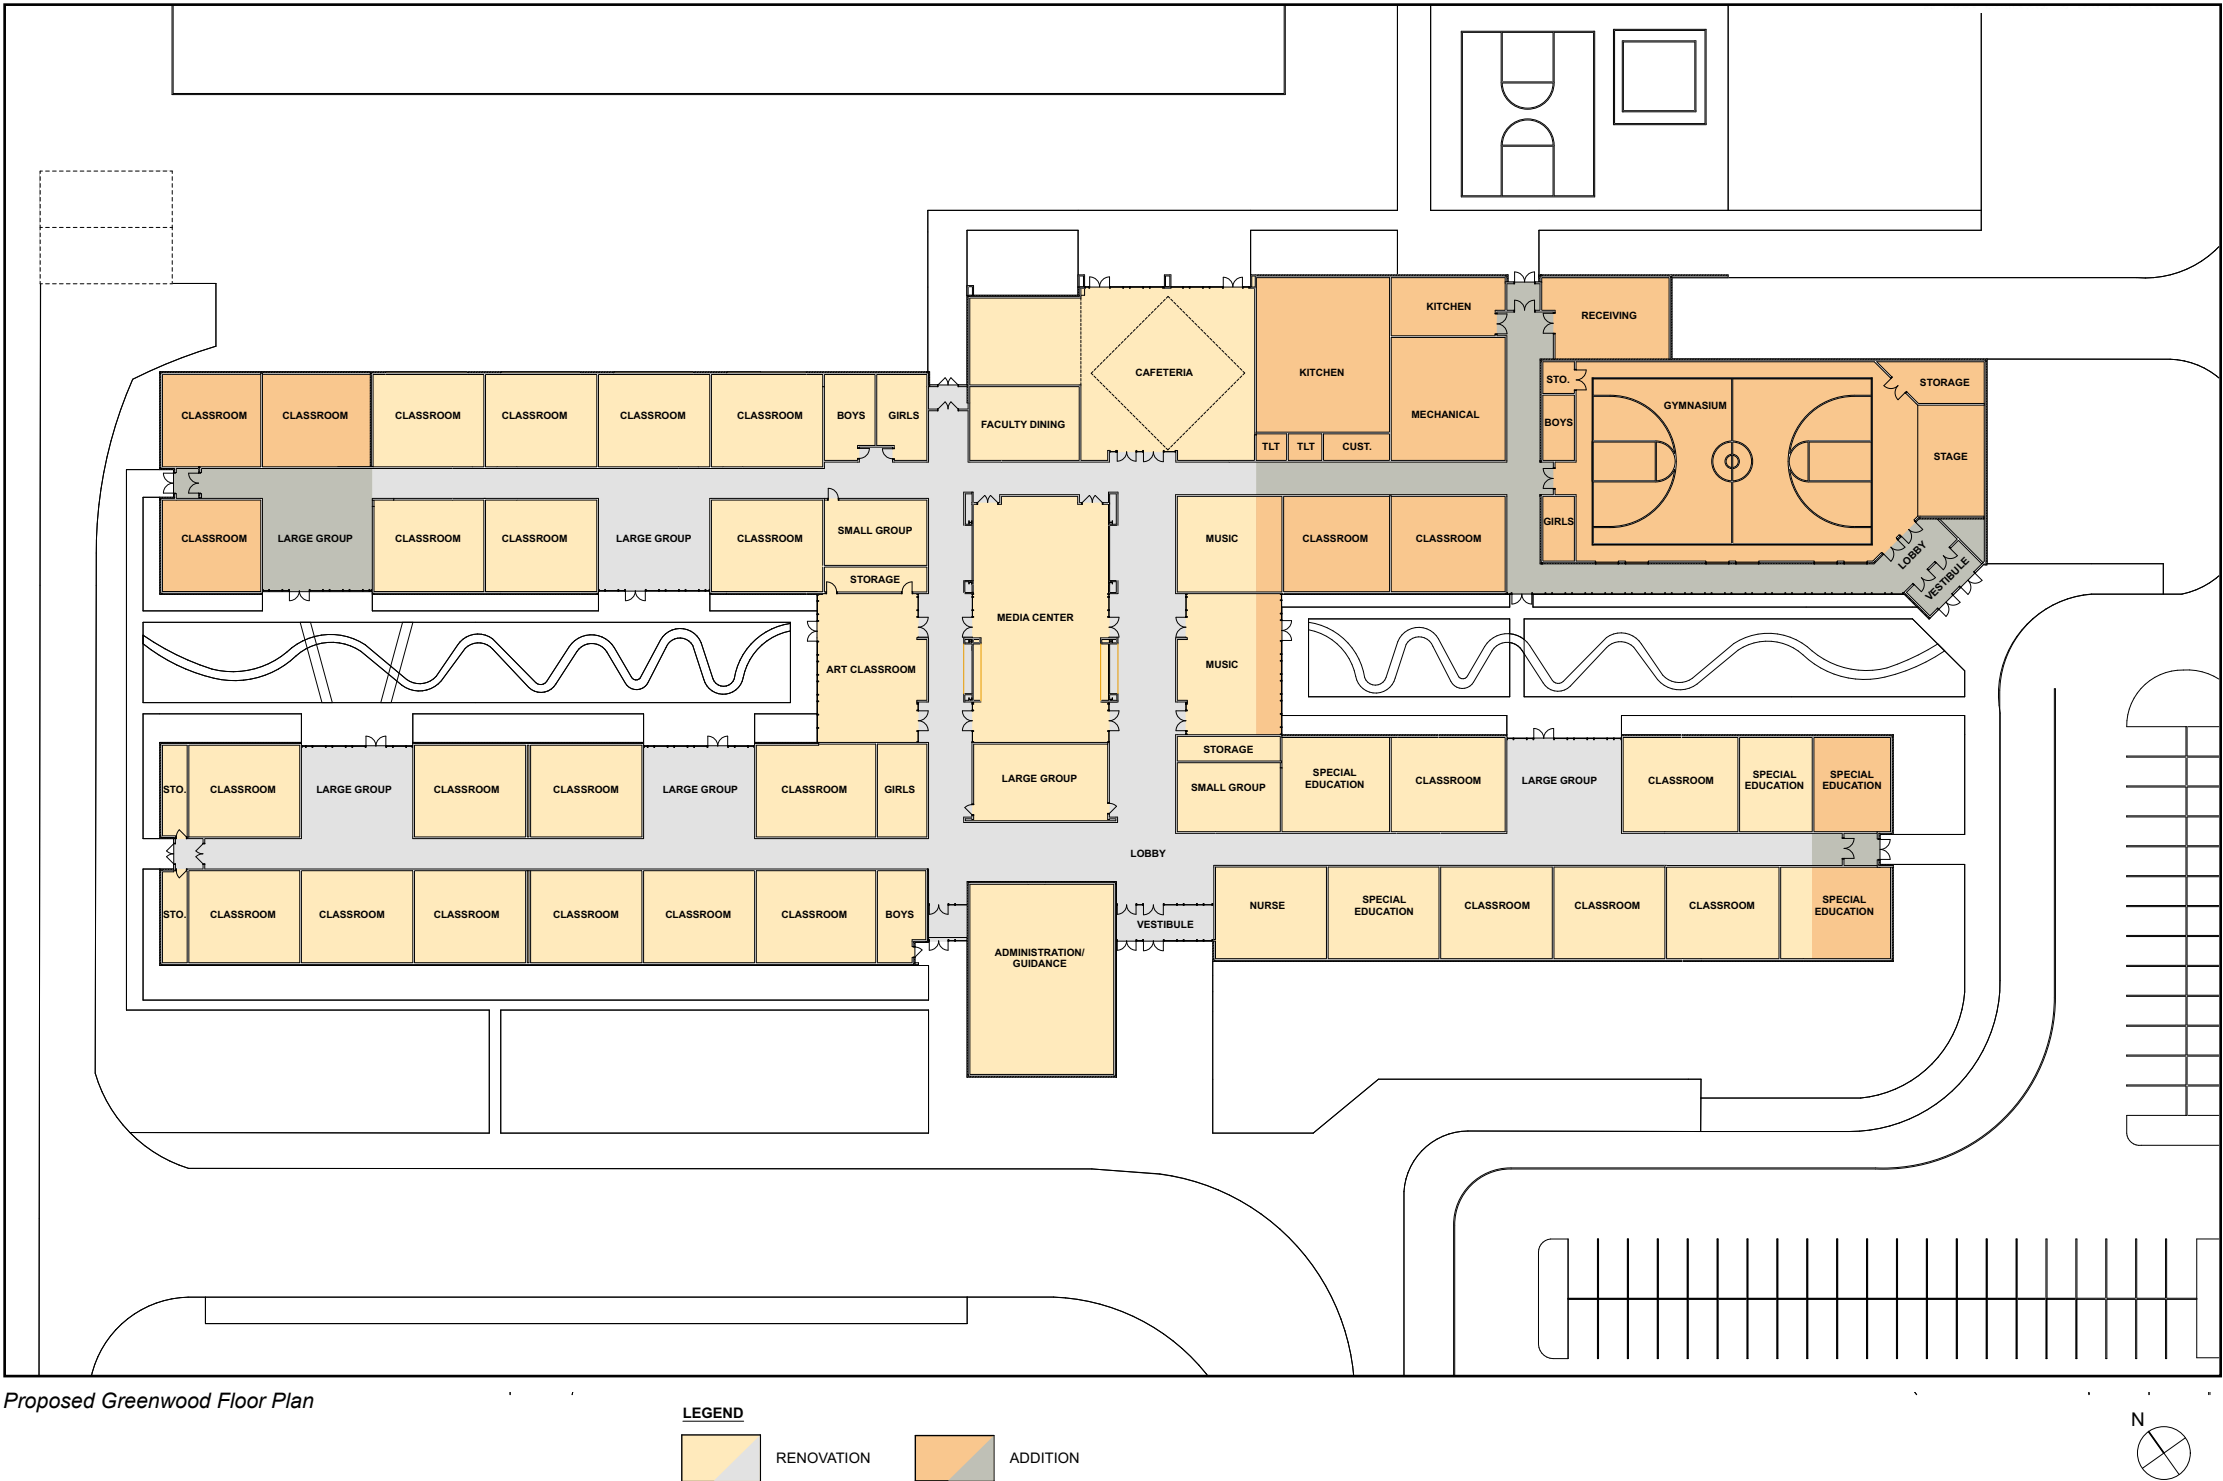 KITCHEN
RECEIVING
CAFETERIA
KITCHEN
STO.
STORAGE
GYMNASIUM
CLASSROOM
CLASSROOM
CLASSROOM
CLASSROOM
CLASSROOM
CLASSROOM
BOYS
GIRLS
FACULTY DINING
MECHANICAL
BOYS
TLT
TLT
CUST.
STAGE
CLASSROOM
LARGE GROUP
CLASSROOM
CLASSROOM
LARGE GROUP
CLASSROOM
SMALL GROUP
MUSIC
CLASSROOM
CLASSROOM
GIRLS
LOBBY
VESTIBULE
STORAGE
MEDIA CENTER
ART CLASSROOM
MUSIC
STORAGE
STO.
CLASSROOM
LARGE GROUP
CLASSROOM
CLASSROOM
LARGE GROUP
CLASSROOM
GIRLS
LARGE GROUP
SMALL GROUP
SPECIAL
EDUCATION
CLASSROOM
LARGE GROUP
CLASSROOM
SPECIAL
EDUCATION
SPECIAL
EDUCATION
LOBBY
STO.
CLASSROOM
CLASSROOM
CLASSROOM
CLASSROOM
CLASSROOM
CLASSROOM
BOYS
VESTIBULE
NURSE
SPECIAL
EDUCATION
CLASSROOM
CLASSROOM
CLASSROOM
SPECIAL
EDUCATION
ADMINISTRATION/
GUIDANCE
Proposed Greenwood Floor Plan
LEGEND
RENOVATION
ADDITION
N